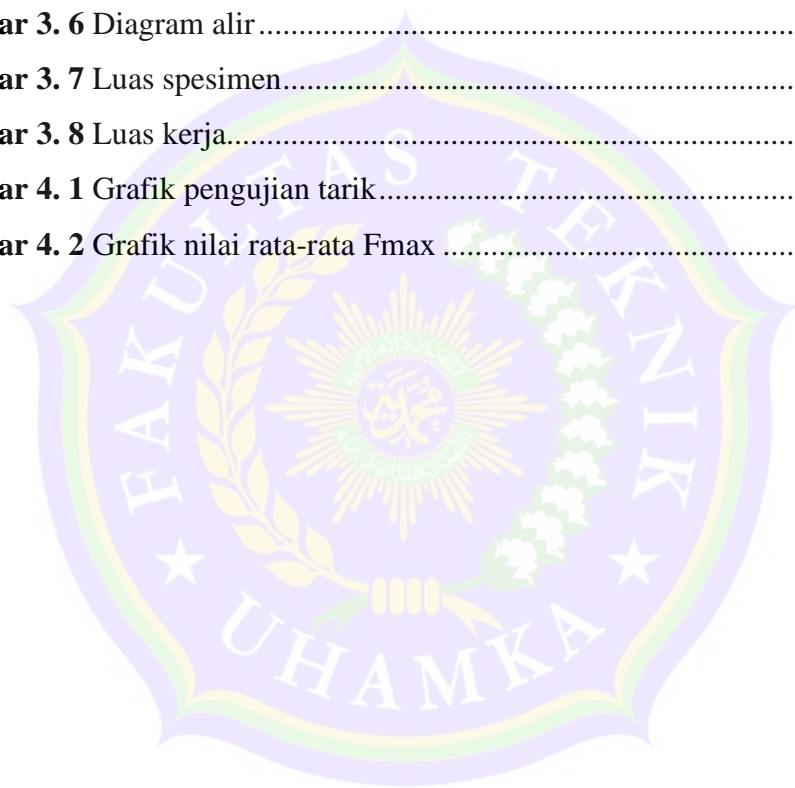 ar 3. 6 Diagram alir........................................................................
ar 3. 7 Luas spesimen........................................................................
ar 3. 8 Luas kerja........................................................................
ar 4. 1 Grafik pengujian tarik........................................................................
ar 4. 2 Grafik nilai rata-rata Fmax ........................................................................
FAKULTAS TEKNIK
محمدية
UHAMKA